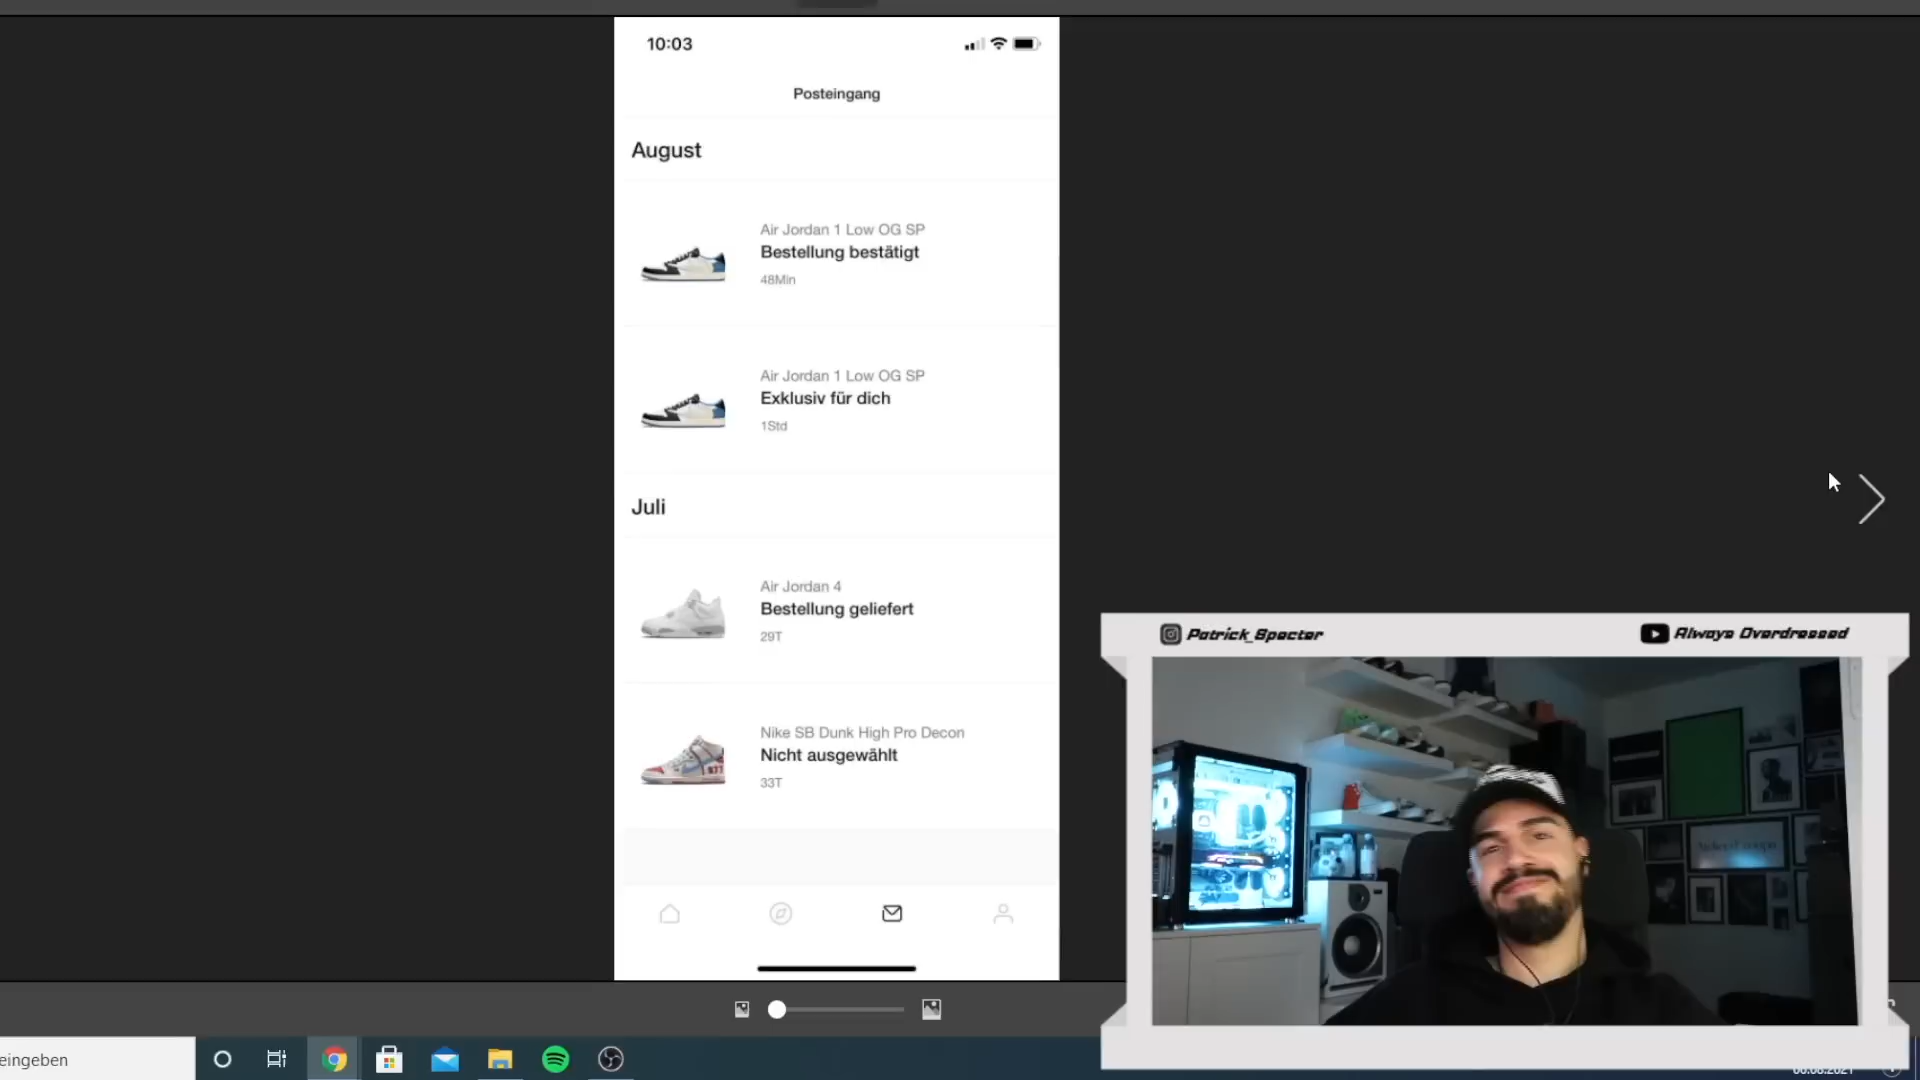 10:03
Posteingang
August
Air Jordan 1 Low OG SP
Bestellung bestätigt
48Min
Air Jordan 1 Low OG SP
Exklusiv für dich
1Std
Juli
Air Jordan 4
Bestellung geliefert
29T
Nike SB Dunk High Pro Decon
Nicht ausgewählt
33T
Patrick_Specter
Always Overdressed
eingeben